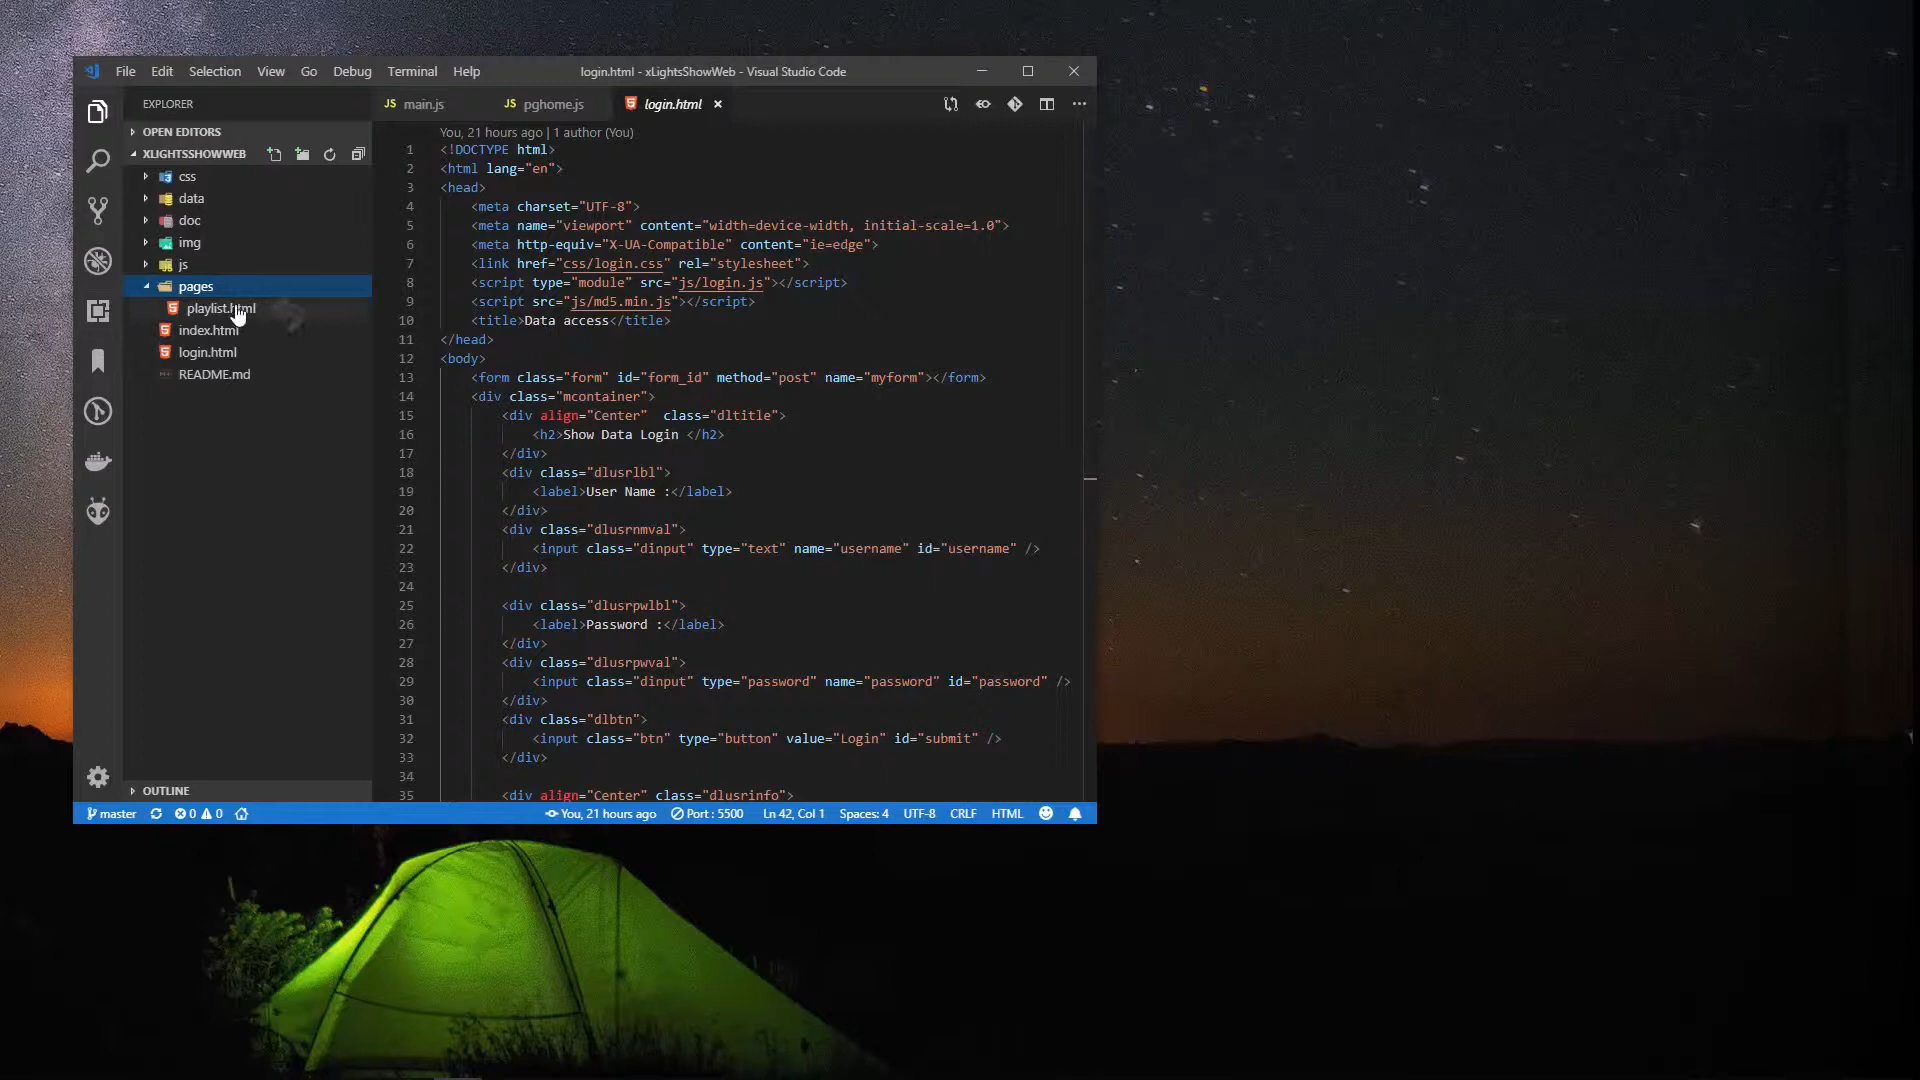 File Edit Selection View Go Debug Terminal Help
login.html - xLightsShowWeb - Visual Studio Code
EXPLORER
JS main.js
JS pghome.js
login.html
OPEN EDITORS
XLIGHTSSHOWWEB
css
data
doc
img
js
pages
playlist.html
index.html
login.html
README.md
OUTLINE
You, 21 hours ago | 1 author (You)
1 <!DOCTYPE html>
2 <html lang="en">
3 <head>
4 <meta charset="UTF-8">
5 <meta name="viewport" content="width=device-width, initial-scale=1.0">
6 <meta http-equiv="X-UA-Compatible" content="ie=edge">
7 <link href="css/login.css" rel="stylesheet">
8 <script type="module" src="js/login.js"></script>
9 <script src="js/md5.min.js"></script>
10 <title>Data access</title>
11 </head>
12 <body>
13 <form class="form" id="form_id" method="post" name="myform"></form>
14 <div class="mcontainer">
15 <div align="Center"  class="dltitle">
16 <h2>Show Data Login </h2>
17 </div>
18 <div class="dlusrlbl">
19 <label>User Name :</label>
20 </div>
21 <div class="dlusrnmval">
22 <input class="dinput" type="text" name="username" id="username" />
23 </div>
24
25 <div class="dlusrpwlbl">
26 <label>Password :</label>
27 </div>
28 <div class="dlusrpwval">
29 <input class="dinput" type="password" name="password" id="password" />
30 </div>
31 <div class="dlbtn">
32 <input class="btn" type="button" value="Login" id="submit" />
33 </div>
34
35 <div align="Center" class="dlusrinfo">
master 0 0 You, 21 hours ago Port : 5500 Ln 42, Col 1 Spaces: 4 UTF-8 CRLF HTML